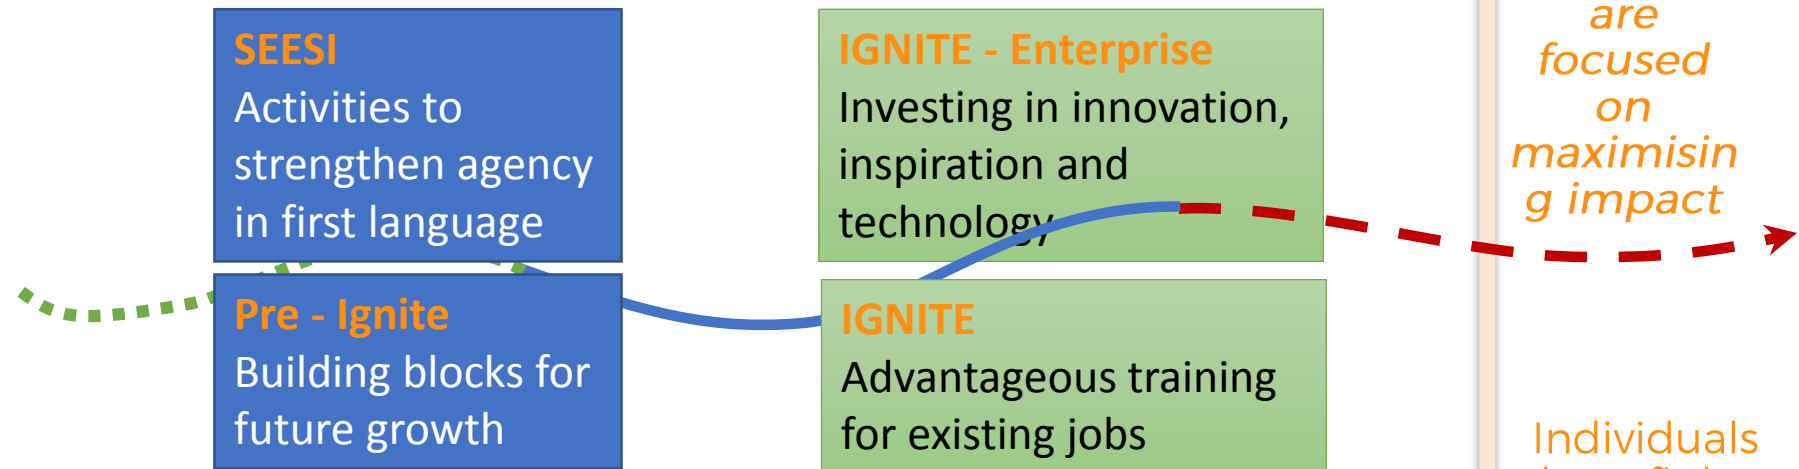 SEESI
Activities to
strengthen agency
in first language
Pre - Ignite
Building blocks for
future growth
IGNITE - Enterprise
Investing in innovation,
inspiration and
technology
IGNITE
Advantageous training
for existing jobs
are
focused
on
maximisin
g impact
Individuals